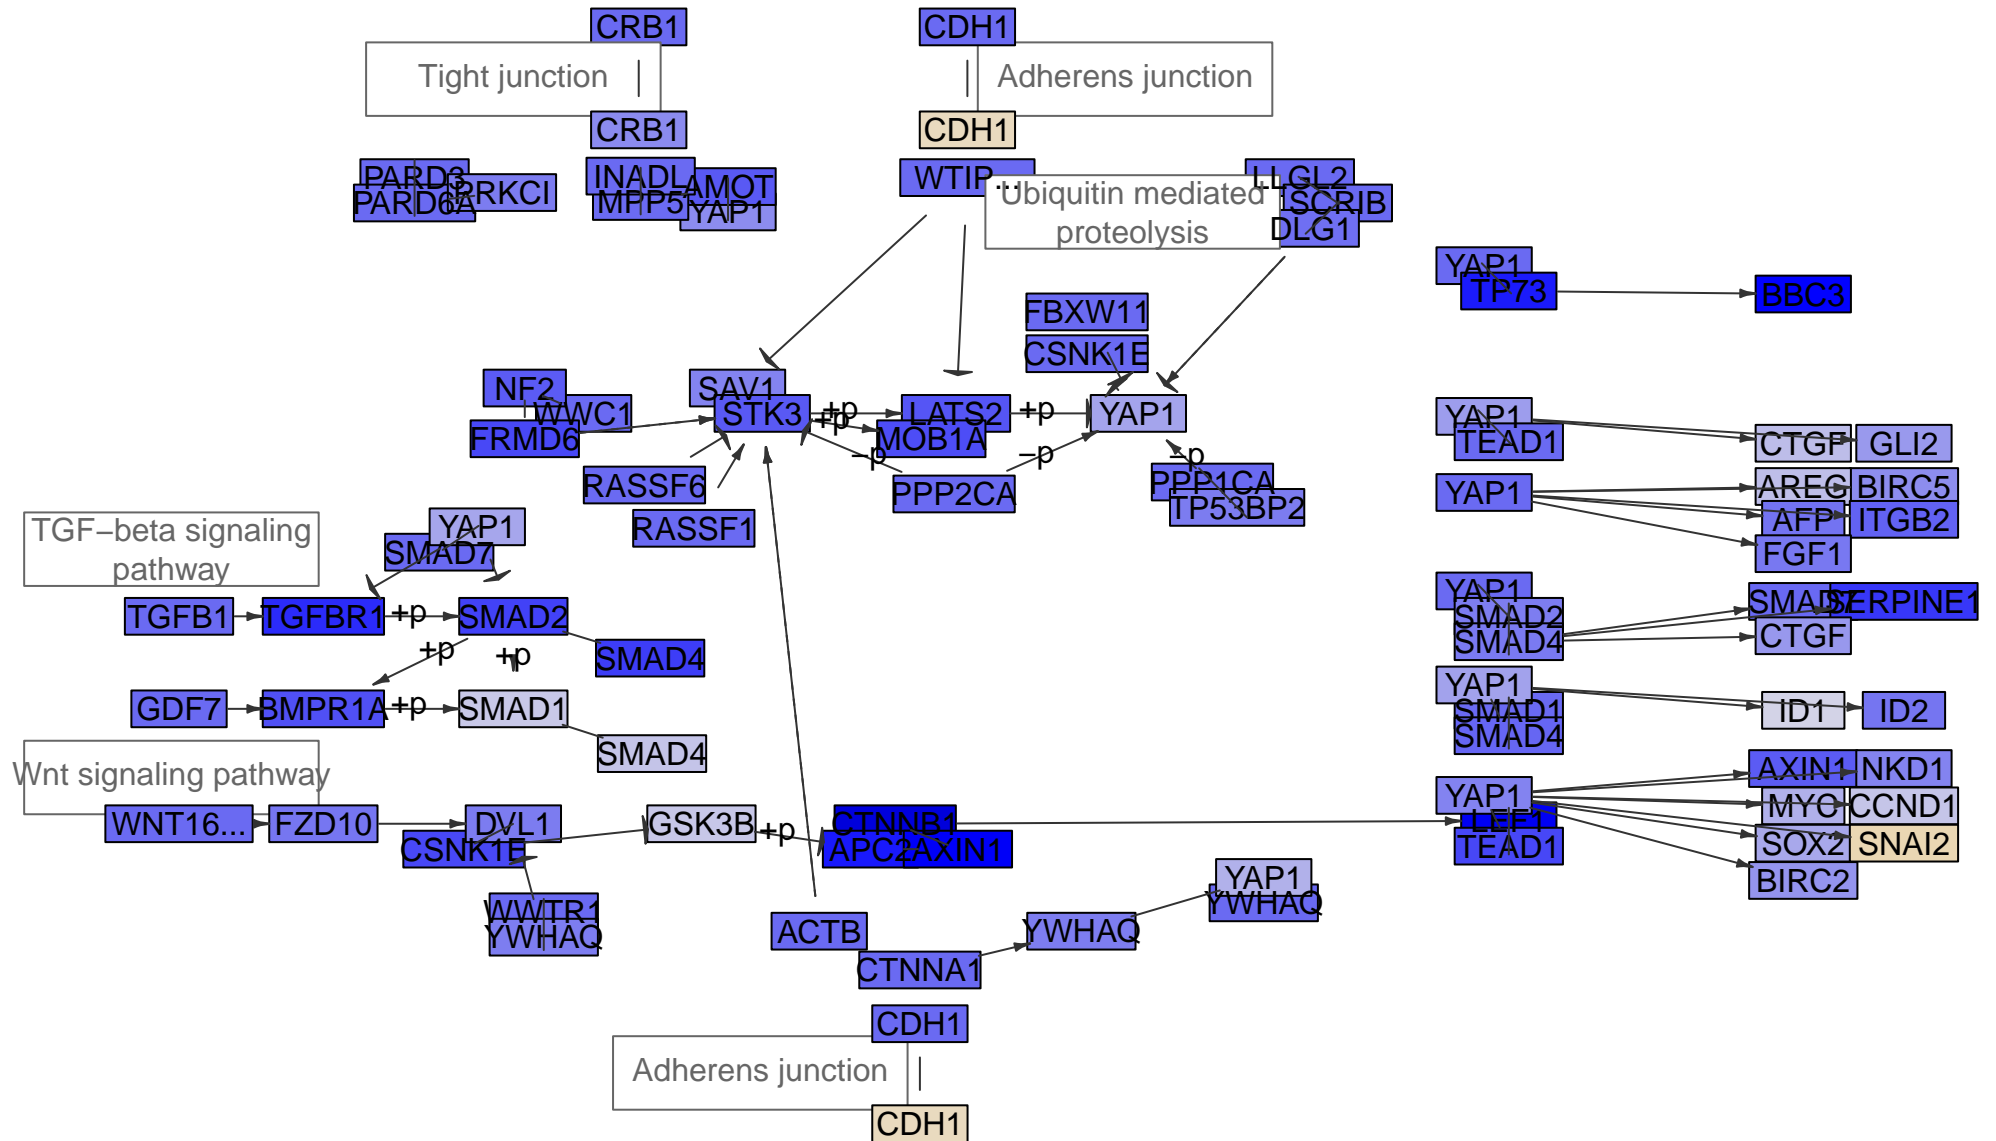 CRB1
CDH1
Tight junction
Adherens junction
CRB1
CDH1
PARD3
PRKCI
PARD6A
INADL
AMOT
MPP5
YAP1
WTIP...
LLGL2
Ubiquitin mediated
proteolysis
SCRIB
DLG1
YAP1
TP73
BBC3
FBXW11
CSNK1E
NF2
WWC1
FRMD6
SAV1
STK3
+p
+p
LATS2
MOB1A
+p
YAP1
−p
−p
−p
RASSF6
RASSF1
PPP2CA
PPP1CA
TP53BP2
YAP1
TEAD1
CTGF
GLI2
YAP1
AREG
BIRC5
AFP
ITGB2
FGF1
TGF−beta signaling
pathway
YAP1
SMAD7
TGFB1
TGFBR1
+p
SMAD2
+p
+p
SMAD4
GDF7
BMPR1A
+p
SMAD1
SMAD4
YAP1
SMAD2
SMAD4
SMAD7
SERPINE1
CTGF
YAP1
SMAD1
SMAD4
ID1
ID2
Wnt signaling pathway
WNT16...
FZD10
DVL1
CSNK1E
GSK3B
+p
CTNNB1
APC2
AXIN1
YAP1
LEF1
TEAD1
AXIN1
NKD1
MYC
CCND1
SOX2
SNAI2
BIRC2
WWTR1
YWHAQ
ACTB
CTNNA1
YWHAQ
YAP1
YWHAQ
CDH1
Adherens junction
CDH1